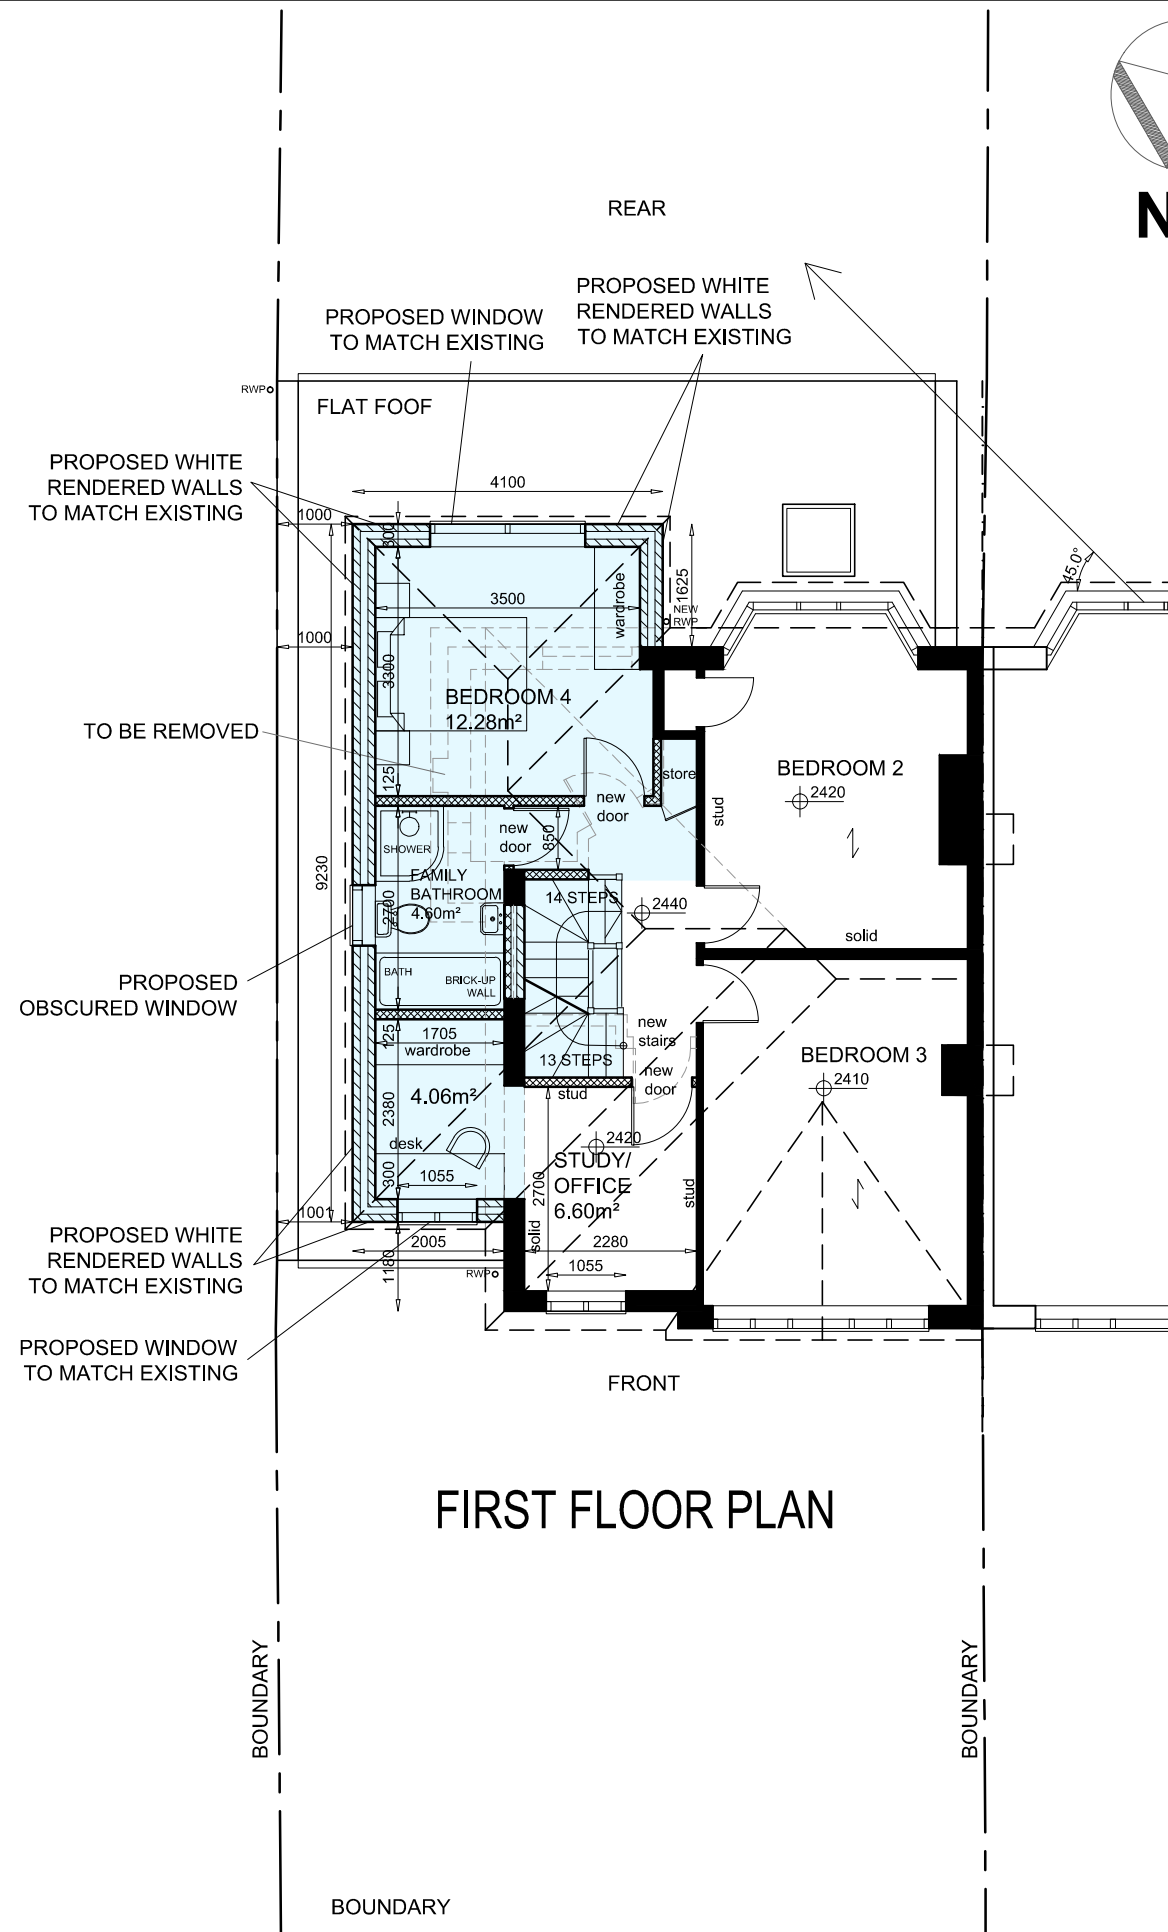 N
REAR
PROPOSED WHITE
RENDERED WALLS
TO MATCH EXISTING
PROPOSED WINDOW
TO MATCH EXISTING
RWP
FLAT FOOF
PROPOSED WHITE
RENDERED WALLS
TO MATCH EXISTING
4100
1000
300
1625
45.0°
3500
wardrobe
NEW
RWP
1000
3300
BEDROOM 4
12.28m²
TO BE REMOVED
125
store
BEDROOM 2
2420
new
door
new
door
850
stud
SHOWER
FAMILY
BATHROOM
4.60m²
9230
2700
14 STEPS
2440
solid
PROPOSED
OBSCURED WINDOW
BATH
BRICK-UP
WALL
125
1705
wardrobe
new
stairs
13 STEPS
new
door
BEDROOM 3
2410
4.06m²
stud
2380
desk
2420
STUDY/
OFFICE
6.60m²
2700
300
1055
stud
solid
1001
2005
2280
1055
1180
RWP
PROPOSED WHITE
RENDERED WALLS
TO MATCH EXISTING
PROPOSED WINDOW
TO MATCH EXISTING
FRONT
FIRST FLOOR PLAN
BOUNDARY
BOUNDARY
BOUNDARY